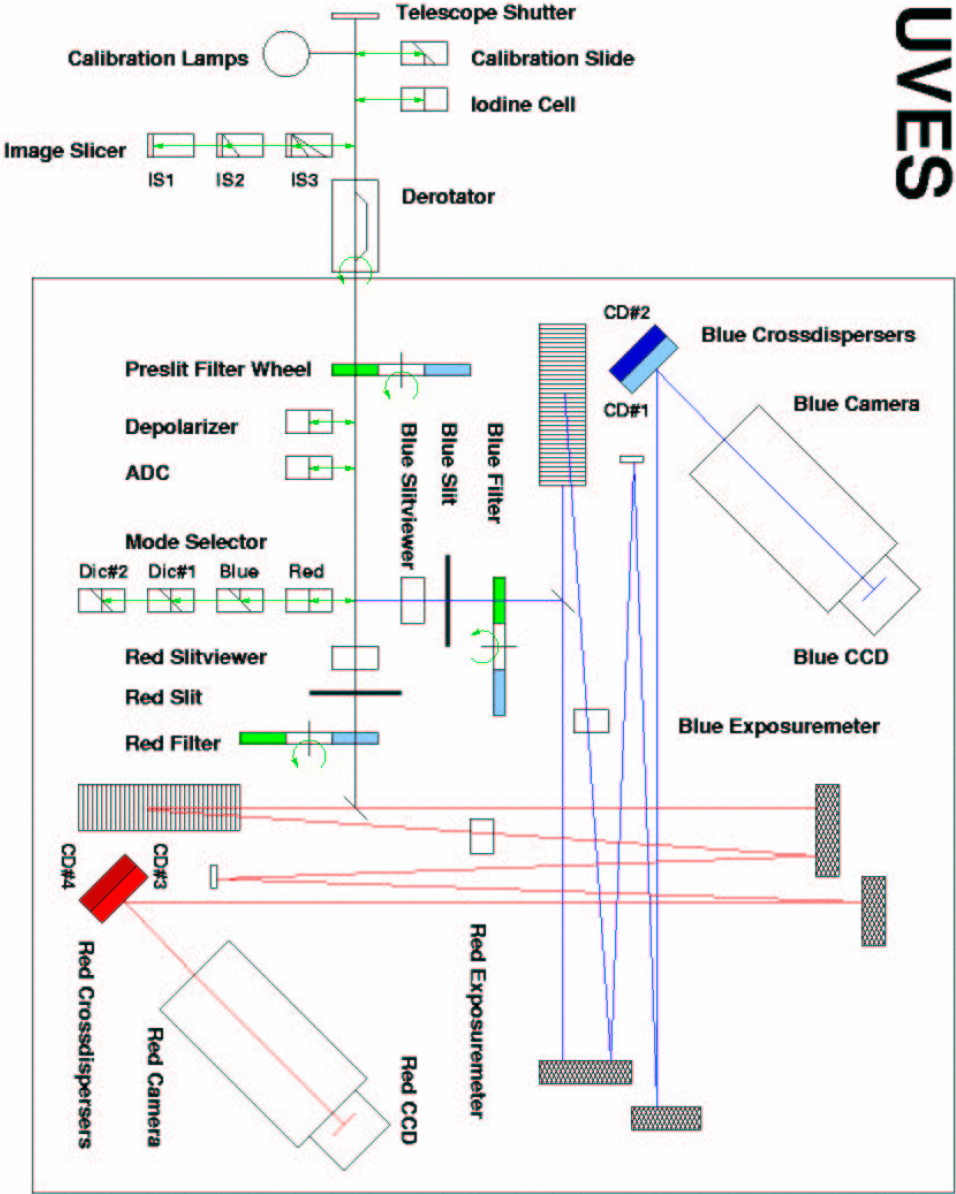 Telescope Shutter
UVES
Calibration Lamps
Calibration Slide
Iodine Cell
Image Slicer
IS1
IS2
IS3
Derotator
CD#2
Blue Crossdispersers
CD#1
Blue Camera
Preslit Filter Wheel
Depolarizer
ADC
Blue Slitviewer
Blue Slit
Blue Filter
Mode Selector
Dic#2
Dic#1
Blue
Red
Red Slitviewer
Red Slit
Red Filter
Blue CCD
Blue Exposuremeter
CD#4
CD#3
Red Crossdispersers
Red Camera
Red CCD
Red Exposuremeter